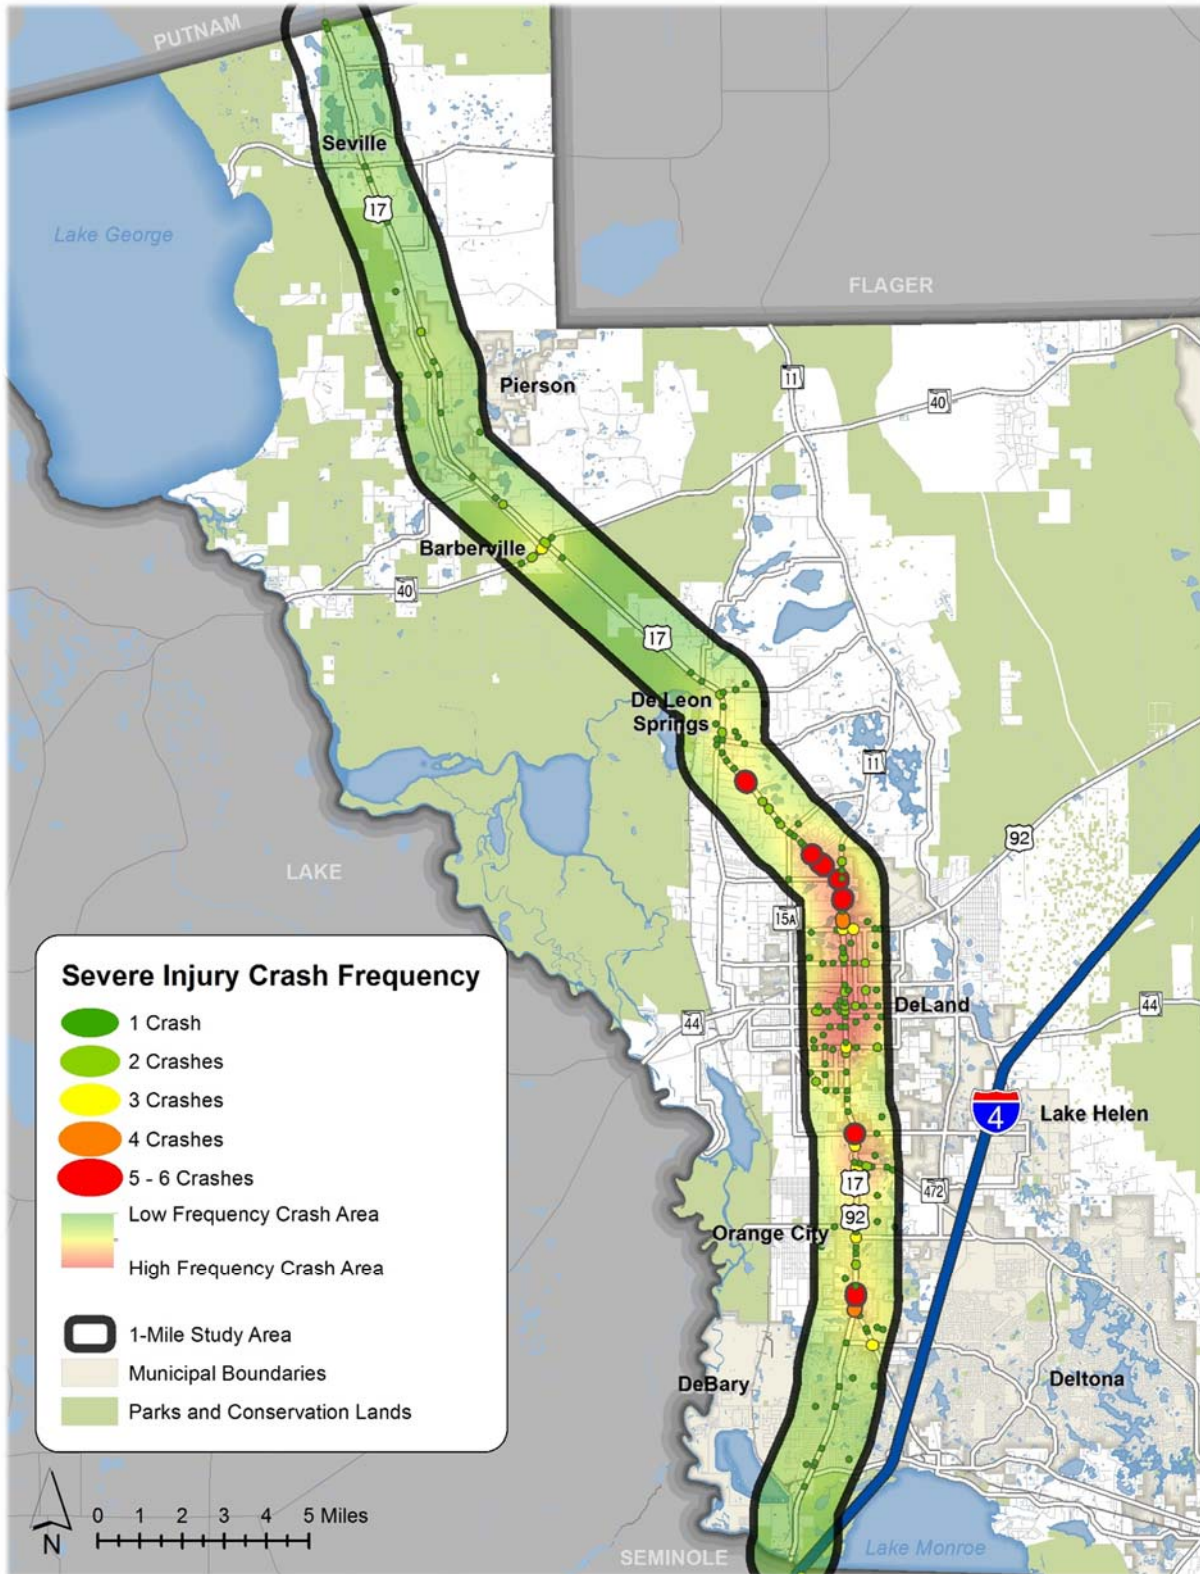 PUTNAM
Seville
17
Lake George
FLAGER
11
Pierson
40
Barberville
40
17
De Leon
Springs
11
92
LAKE
15A
Severe Injury Crash Frequency
1 Crash
2 Crashes
3 Crashes
4 Crashes
5 - 6 Crashes
Low Frequency Crash Area
High Frequency Crash Area
1-Mile Study Area
Municipal Boundaries
Parks and Conservation Lands
DeLand
44
44
4
Lake Helen
17
472
92
Orange City
DeBary
Deltona
0 1 2 3 4 5 Miles
N
SEMINOLE
Lake Monroe